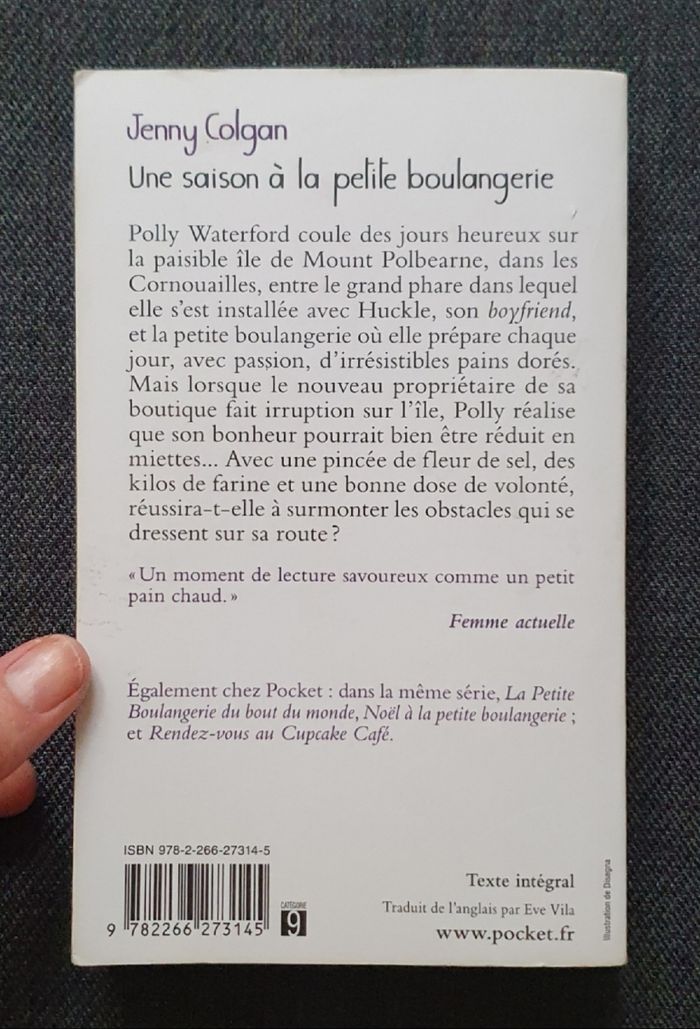 Jenny Colgan
Une saison à la petite boulangerie
Polly Waterford coule des jours heureux sur
la paisible île de Mount Polbearne, dans les
Cornouailles, entre le grand phare dans lequel
elle s'est installée avec Huckle, son boyfriend,
et la petite boulangerie où elle prépare chaque
jour, avec passion, d'irrésistibles pains dorés.
Mais lorsque le nouveau propriétaire de sa
boutique fait irruption sur l'île, Polly réalise
que son bonheur pourrait bien être réduit en
miettes... Avec une pincée de fleur de sel, des
kilos de farine et une bonne dose de volonté,
réussira-t-elle à surmonter les obstacles qui se
dressent sur sa route ?
« Un moment de lecture savoureux comme un petit
pain chaud. »
Femme actuelle
Également chez Pocket : dans la même série, La Petite
Boulangerie du bout du monde, Noël à la petite boulangerie ;
et Rendez-vous au Cupcake Café.
ISBN 978-2-266-27314-5
9 782266 273145
CATÉGORIE
9
Texte intégral
Traduit de l'anglais par Eve Vila
www.pocket.fr
Illustration de Disegna